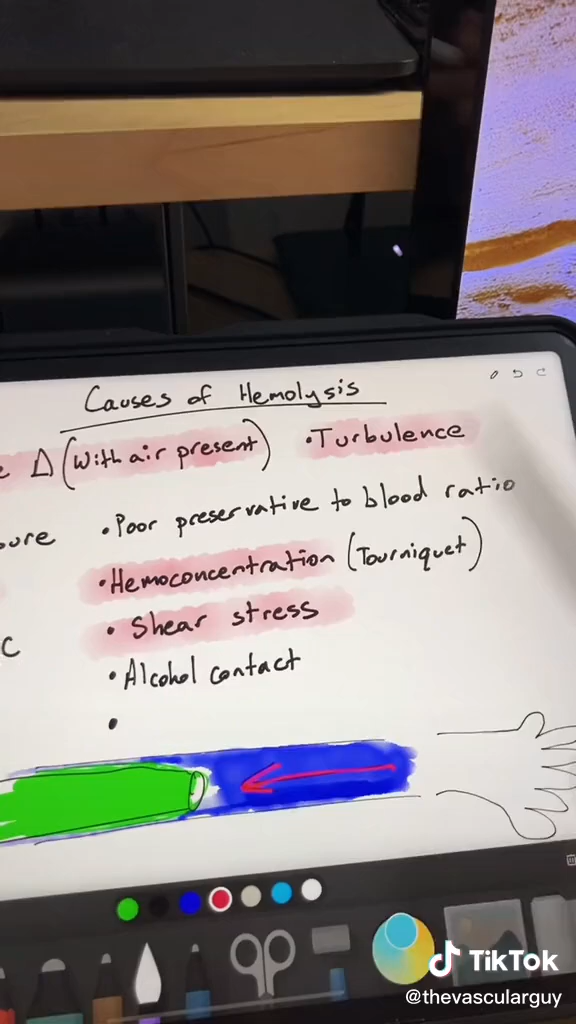 Causes of Hemolysis
Δ (With air present)
• Turbulence
• Poor preservative to blood ratio
• Hemoconcentration (Tourniquet)
• Shear stress
• Alcohol contact
•
TikTok
@thevascularguy